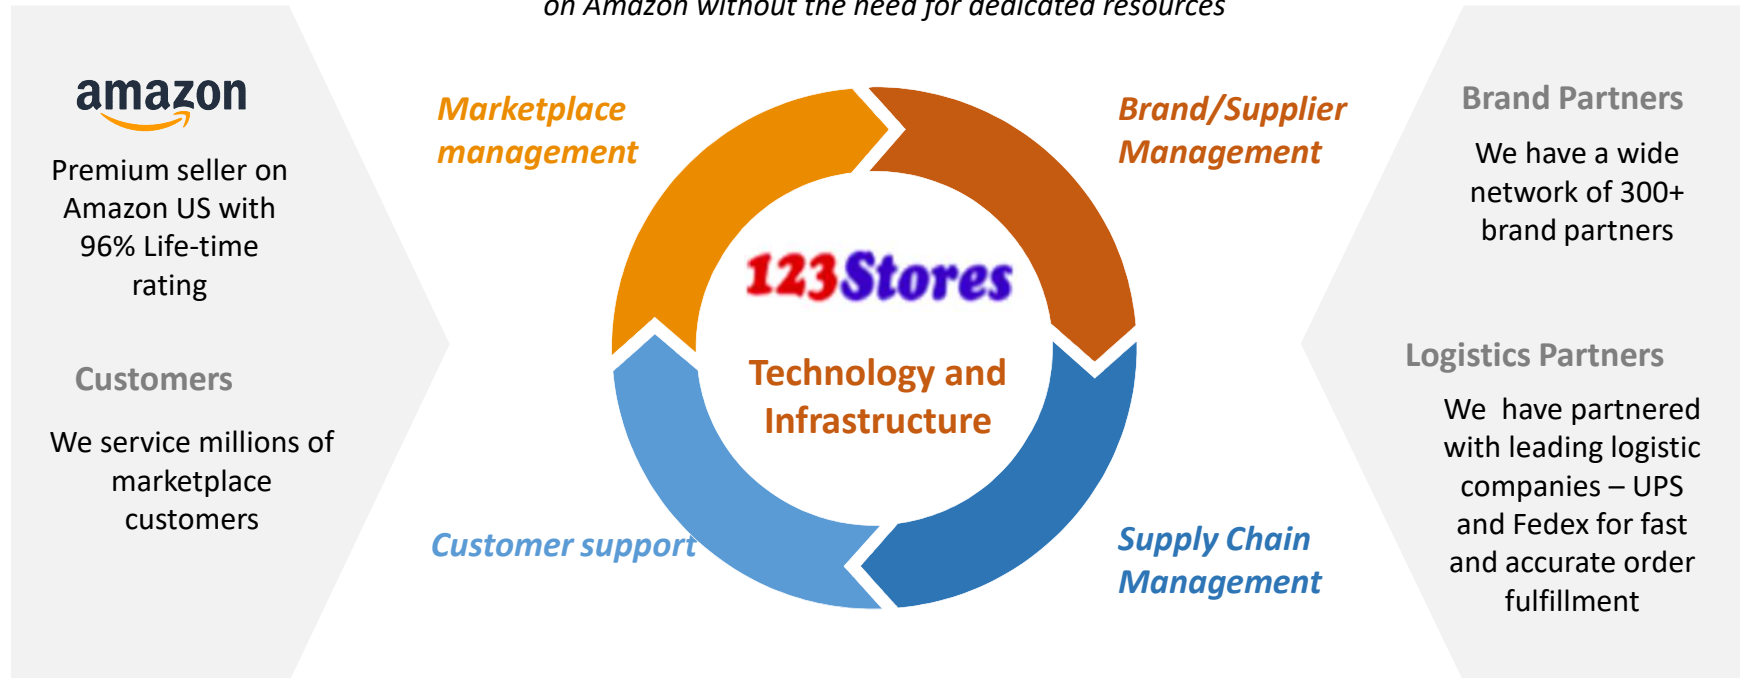 on Amazon without the need for dedicated resources
amazon
Premium seller on
Amazon US with
96% Life-time
rating
Customers
We service millions of
marketplace
customers
Marketplace
management
Brand/Supplier
Management
123Stores
Technology and
Infrastructure
Customer support
Supply Chain
Management
Brand Partners
We have a wide
network of 300+
brand partners
Logistics Partners
We  have partnered
with leading logistic
companies – UPS
and Fedex for fast
and accurate order
fulfillment